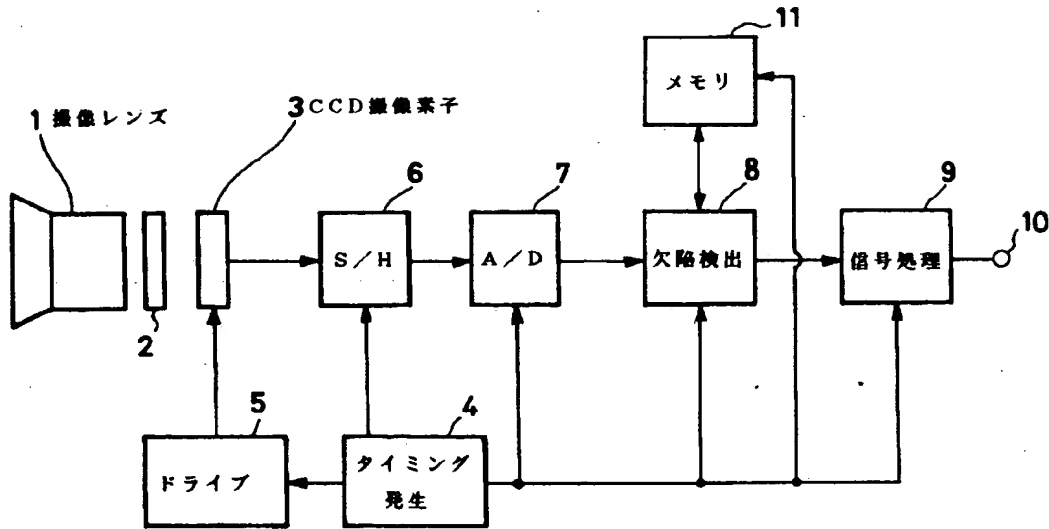 11
メモリ
1 撮像レンズ
3 CCD撮像素子
6
7
8
9
10
S/H
A/D
欠陥検出
信号処理
2
5
4
ドライブ
タイミング
発生